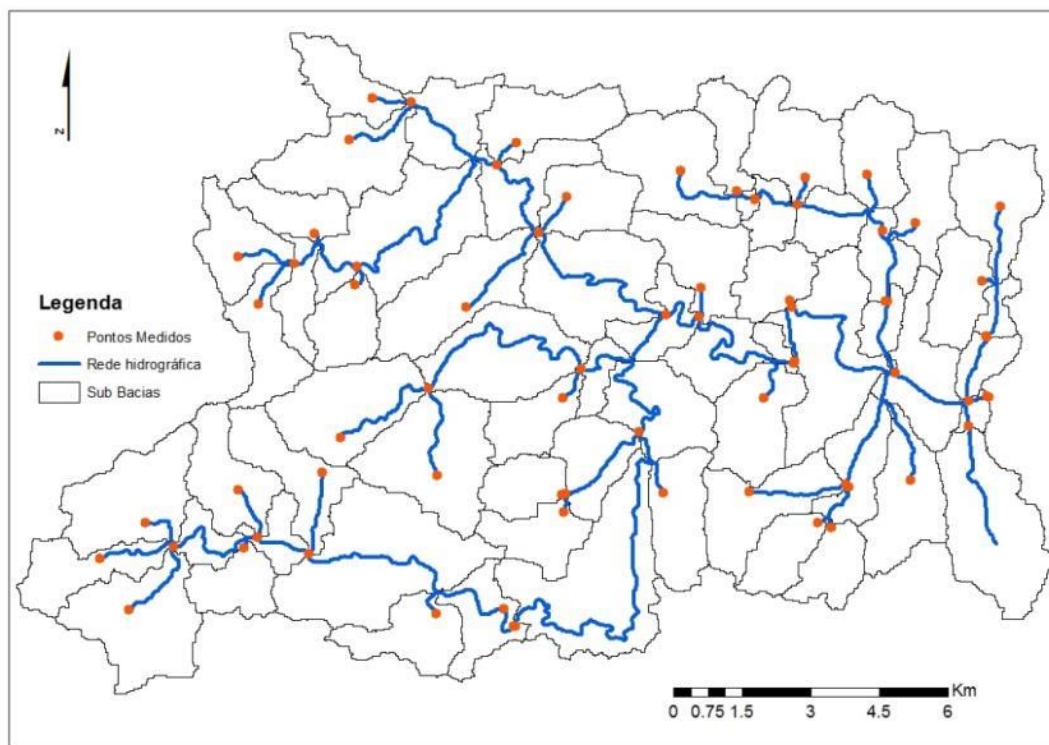 N
Legenda
Pontos Medidos
Rede hidrográfica
Sub Bacias
Km
0 0.75 1.5 3 4.5 6